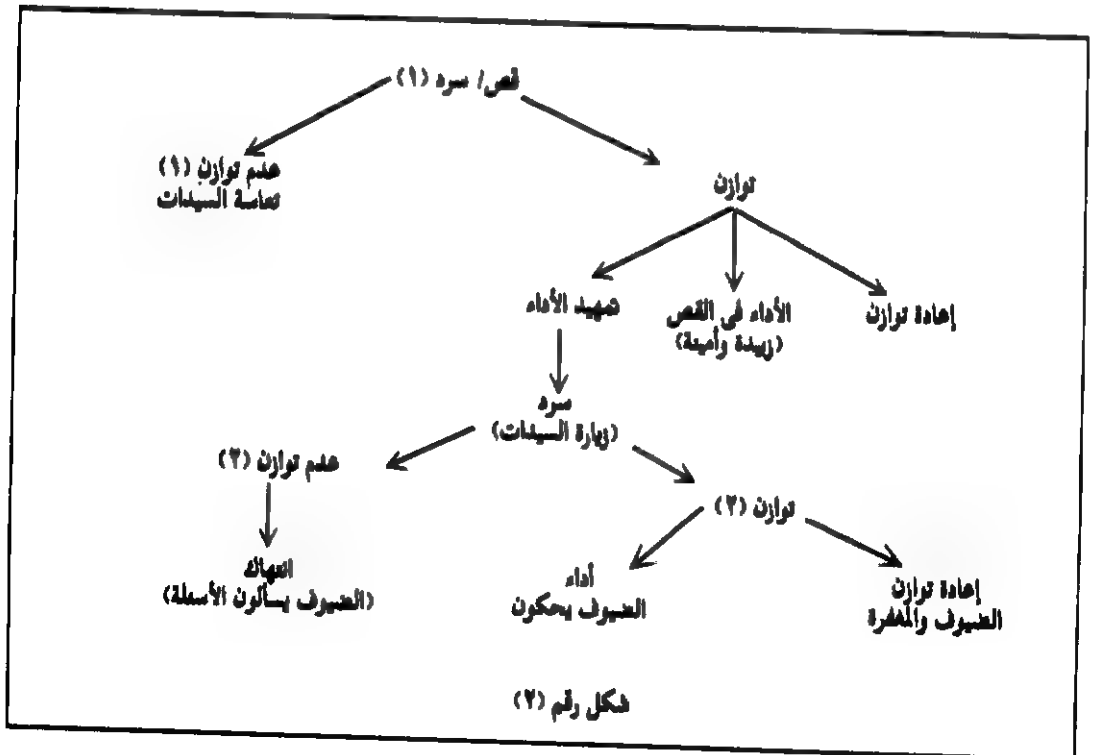 قص/ سرد (١)
توازن
عدم توازن (١)
تعاسة السيدات
إعادة توازن
الأداء فى القص
(زبيدة وأمينة)
تمهيد الأداء
سرد
(زيارة السيدات)
توازن (٢)
عدم توازن (٢)
إعادة توازن
الضيوف والمغفرة
أداء
الضيوف يحكون
انتهاك
(الضيوف يسألون الأسئلة)
شكل رقم (٢)